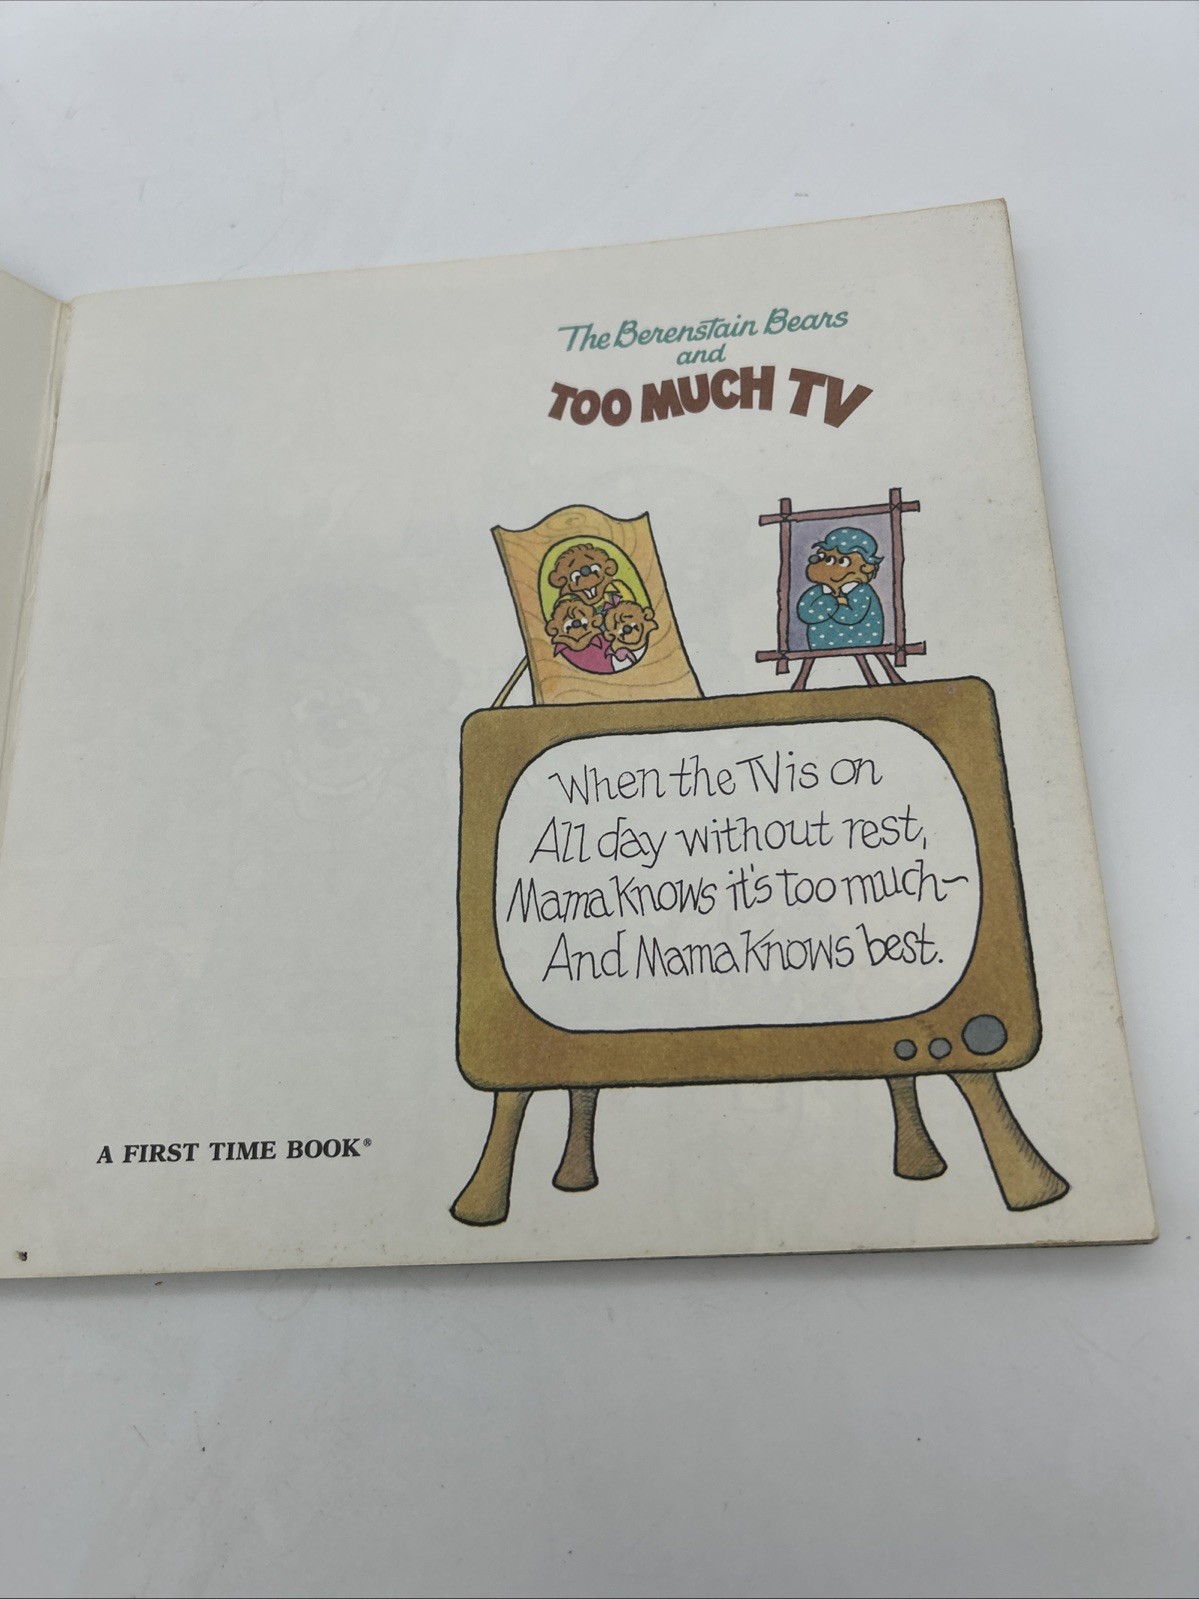 The Berenstain Bears
and
TOO MUCH TV
When the TV is on
All day without rest,
Mama knows it's too much—
And Mama knows best.
A FIRST TIME BOOK®